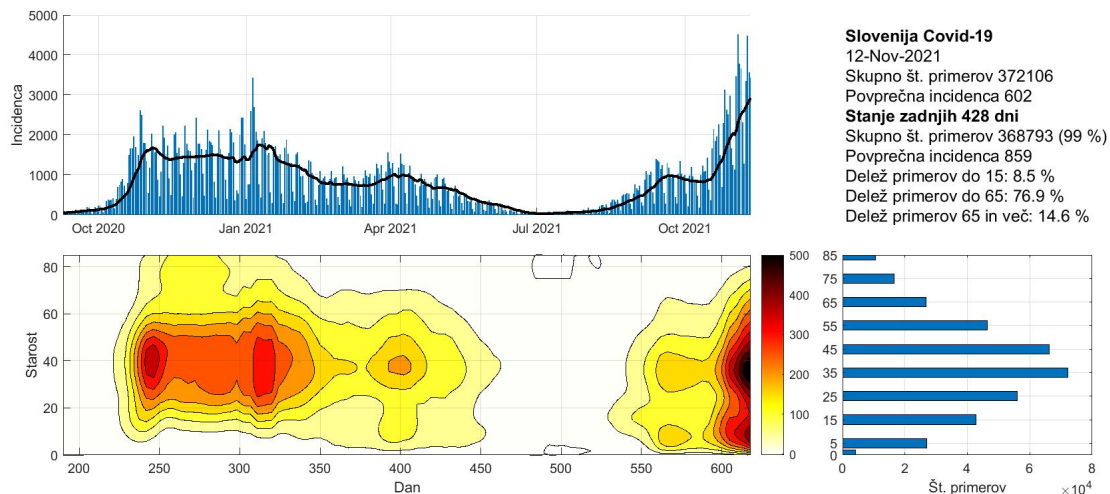 5000
4000
3000
2000
1000
0
Incidenca
Oct 2020
Jan 2021
Apr 2021
Jul 2021
Oct 2021
Slovenija Covid-19
12-Nov-2021
Skupno št. primerov 372106
Povprečna incidenca 602
Stanje zadnjih 428 dni
Skupno št. primerov 368793 (99 %)
Povprečna incidenca 859
Delež primerov do 15: 8.5 %
Delež primerov do 65: 76.9 %
Delež primerov 65 in več: 14.6 %
80
60
40
20
0
Starost
200
250
300
350
400
450
500
550
600
Dan
500
400
300
200
100
0
85
75
65
55
45
35
25
15
5
0
0
2
4
6
8
Št. primerov
×10⁴